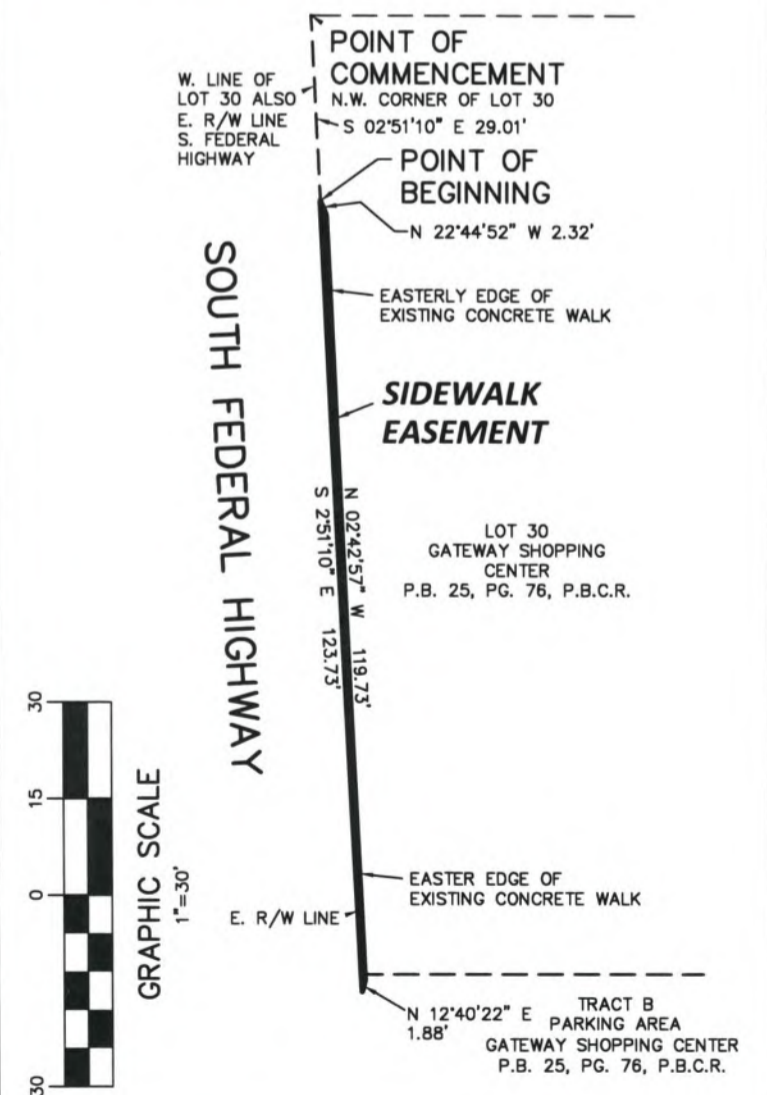 POINT OF
COMMENCEMENT
N.W. CORNER OF LOT 30
W. LINE OF
LOT 30 ALSO
E. R/W LINE
S. FEDERAL
HIGHWAY
S 02°51'10" E 29.01'
POINT OF
BEGINNING
N 22°44'52" W 2.32'
EASTERLY EDGE OF
EXISTING CONCRETE WALK
SOUTH FEDERAL HIGHWAY
SIDEWALK
EASEMENT
N 02°42'57" W 119.73'
S 2°51'10" E 123.73'
LOT 30
GATEWAY SHOPPING
CENTER
P.B. 25, PG. 76, P.B.C.R.
30
15
0
30
GRAPHIC SCALE
1"=30'
EASTER EDGE OF
EXISTING CONCRETE WALK
E. R/W LINE
N 12°40'22" E
1.88'
TRACT B
PARKING AREA
GATEWAY SHOPPING CENTER
P.B. 25, PG. 76, P.B.C.R.